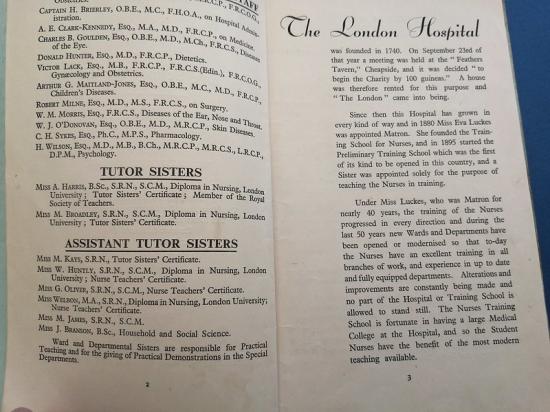 STAFF
Obstetrics.
CAPTAIN H. BRIERLEY, O.B.E., M.C., F.H.O.A., on Hospital Admin-
istration.
A. E. CLARK-KENNEDY, ESQ., M.A., M.D., F.R.C.P., on Medicine.
CHARLES B. GOULDEN, ESQ., O.B.E., M.D., M.Ch., F.R.C.S., Diseases
of the Eye.
DONALD HUNTER, ESQ., M.D., F.R.C.P., Dietetics.
VICTOR LACK, ESQ., M.B., F.R.C.P., F.R.C.S.(Edin.), F.R.C.O.G.,
Gynæcology and Obstetrics.
ARTHUR G. MAITLAND-JONES, ESQ., O.B.E., M.C., M.D., F.R.C.P.,
Children's Diseases.
ROBERT MILNE, ESQ., M.D., M.S., F.R.C.S., on Surgery.
W. M. MORRIS, ESQ., F.R.C.S., Diseases of the Ear, Nose and Throat.
W. J. O'DONOVAN, ESQ., O.B.E., M.D., M.R.C.P., Skin Diseases.
C. H. SYKES, ESQ., Ph.C., M.P.S., Pharmacology.
H. WILSON, ESQ., M.D., M.B., B.Ch., M.R.C.P., M.R.C.S., L.R.C.P.,
D.P.M., Psychology.
TUTOR SISTERS
MISS A. HARRIS, B.Sc., S.R.N., S.C.M., Diploma in Nursing, London
University; Tutor Sisters' Certificate; Member of the Royal
Society of Teachers.
MISS M. BROADLEY, S.R.N., S.C.M., Diploma in Nursing, London
University; Tutor Sisters' Certificate.
ASSISTANT TUTOR SISTERS
MISS M. KAYE, S.R.N., Tutor Sisters' Certificate.
MISS W. HUNTLY, S.R.N., S.C.M., Diploma in Nursing, London
University; Nurse Teachers' Certificate.
MISS G. OLIVER, S.R.N., S.C.M., Nurse Teachers' Certificate.
MISS WELSON, M.A., S.R.N., Diploma in Nursing, London University;
Nurse Teachers' Certificate.
MISS M. JAMES, S.R.N., S.C.M.
MISS J. BRANSON, B.Sc., Household and Social Science.
Ward and Departmental Sisters are responsible for Practical
Teaching and for the giving of Practical Demonstrations in the Special
Departments.
2
The London Hospital
was founded in 1740. On September 23rd of
that year a meeting was held at the " Feathers
Tavern," Cheapside, and it was decided " to
begin the Charity by 100 guineas." A house
was therefore rented for this purpose and
" The London " came into being.
Since then this Hospital has grown in
every kind of way and in 1880 Miss Eva Luckes
was appointed Matron. She founded the Train-
ing School for Nurses, and in 1895 started the
Preliminary Training School which was the first
of its kind to be opened in this country, and a
Sister was appointed solely for the purpose of
teaching the Nurses in training.
Under Miss Luckes, who was Matron for
nearly 40 years, the training of the Nurses
progressed in every direction and during the
last 50 years new Wards and Departments have
been opened or modernised so that to-day
the Nurses have an excellent training in all
branches of work, and experience in up to date
and fully equipped departments. Alterations and
improvements are constantly being made and
no part of the Hospital or Training School is
allowed to stand still. The Nurses Training
School is fortunate in having a large Medical
College at the Hospital, and so the Student
Nurses have the benefit of the most modern
teaching available.
3